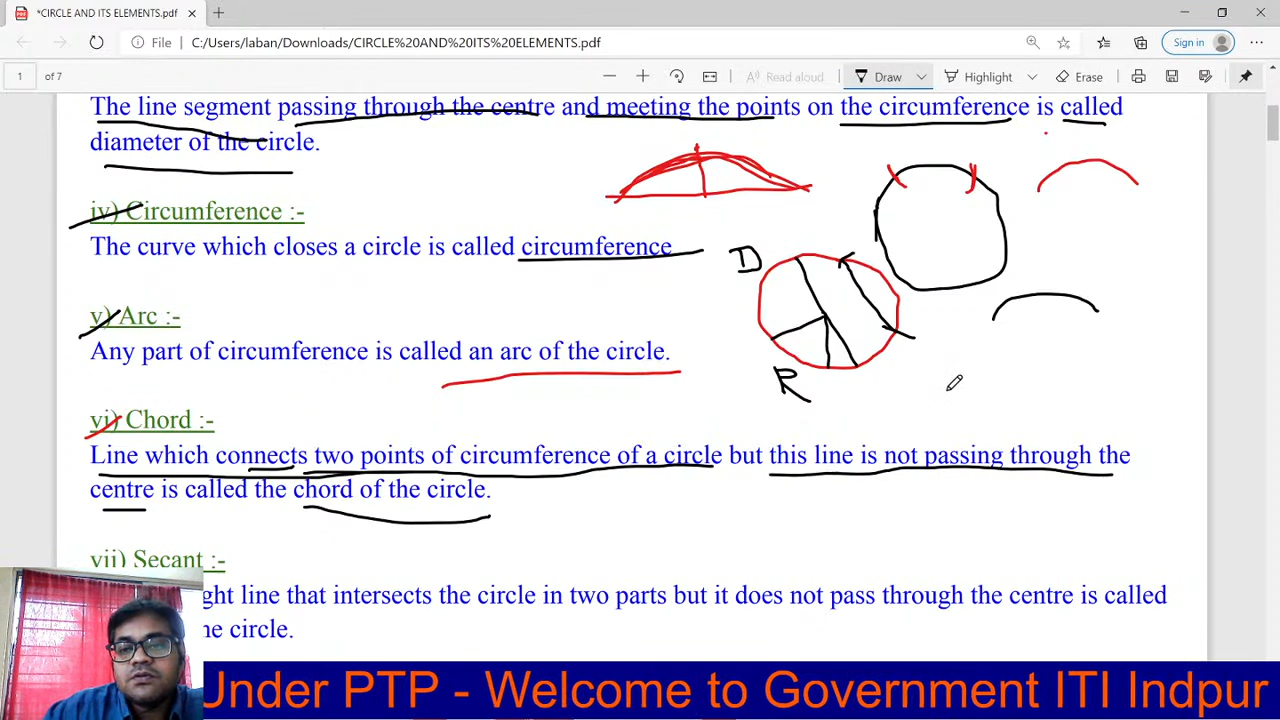 *CIRCLE AND ITS ELEMENTS.pdf
File C:/Users/laban/Downloads/CIRCLE%20AND%20ITS%20ELEMENTS.pdf Sign in
1 of 7 Read aloud Draw Highlight Erase
The line segment passing through the centre and meeting the points on the circumference is called
diameter of the circle.
iv) Circumference :-
The curve which closes a circle is called circumference
D
v) Arc :-
Any part of circumference is called an arc of the circle.
R
vi) Chord :-
Line which connects two points of circumference of a circle but this line is not passing through the
centre is called the chord of the circle.
vii) Secant :-
ght line that intersects the circle in two parts but it does not pass through the centre is called
he circle.
Under PTP - Welcome to Government ITI Indpur